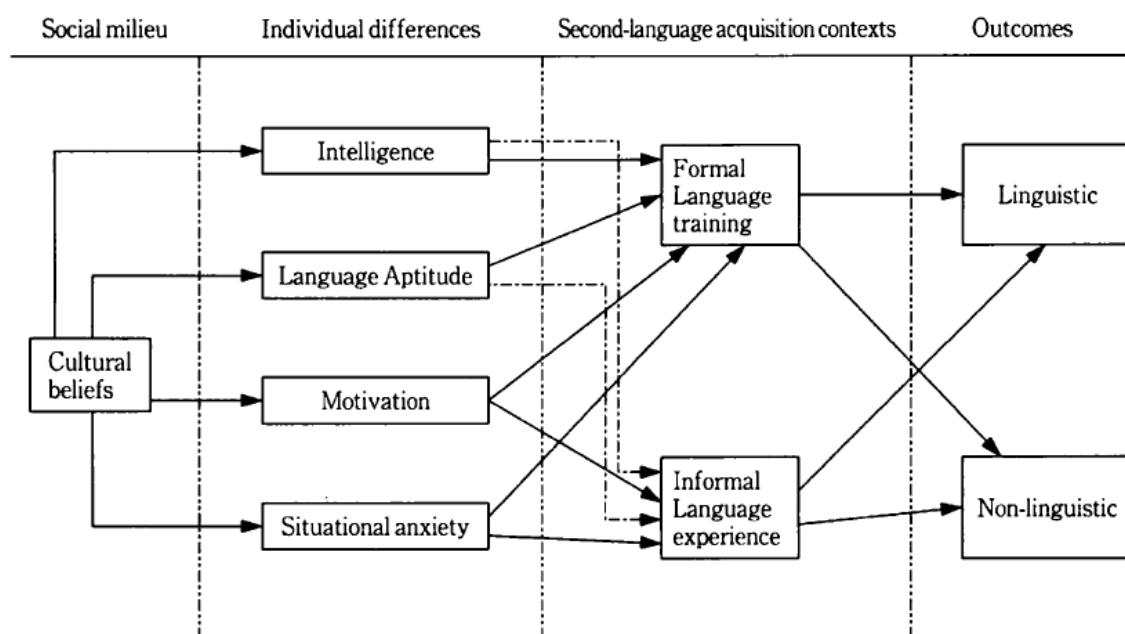 Social milieu
Individual differences
Second-language acquisition contexts
Outcomes
Intelligence
Formal
Language
training
Linguistic
Language Aptitude
Cultural
beliefs
Motivation
Informal
Language
experience
Non-linguistic
Situational anxiety